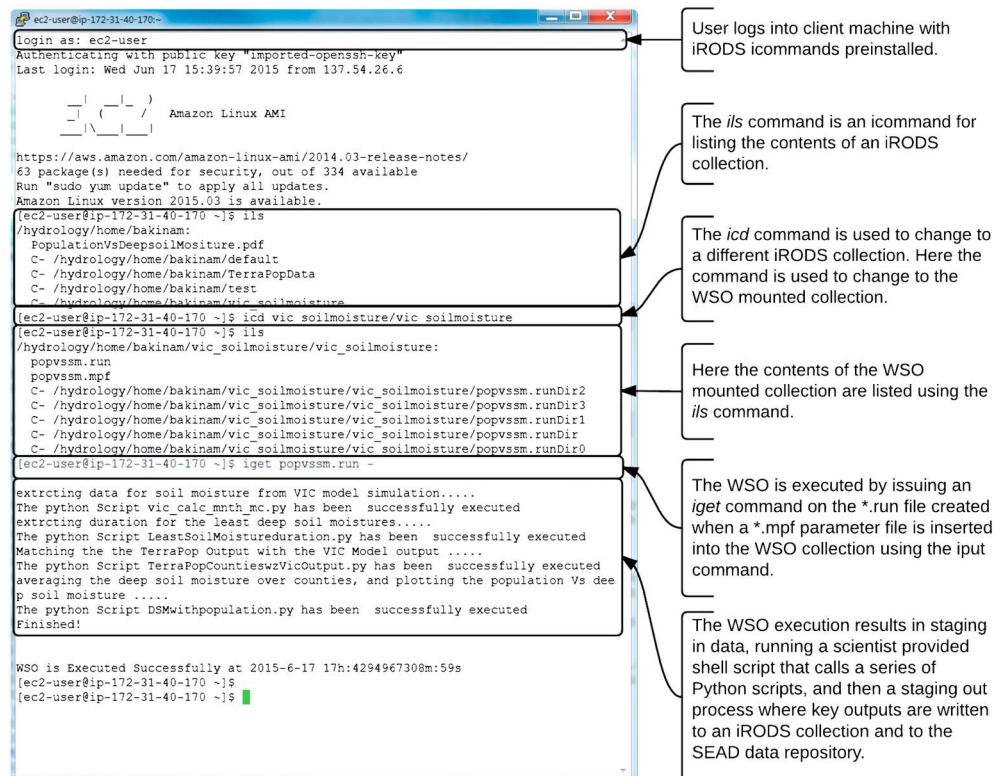 ec2-user@ip-172-31-40-170:~
login as: ec2-user
Authenticating with public key "imported-openssh-key"
Last login: Wed Jun 17 15:39:57 2015 from 137.54.26.6
__|  __|_  )
_|  (     /   Amazon Linux AMI
___|\___|___|
https://aws.amazon.com/amazon-linux-ami/2014.03-release-notes/
63 package(s) needed for security, out of 334 available
Run "sudo yum update" to apply all updates.
Amazon Linux version 2015.03 is available.
[ec2-user@ip-172-31-40-170 ~]$ ils
/hydrology/home/bakinam:
PopulationVsDeepsoilMositure.pdf
C- /hydrology/home/bakinam/default
C- /hydrology/home/bakinam/TerraPopData
C- /hydrology/home/bakinam/test
C- /hydrology/home/bakinam/vic_soilmoisture
[ec2-user@ip-172-31-40-170 ~]$ icd vic_soilmoisture/vic_soilmoisture
[ec2-user@ip-172-31-40-170 ~]$ ils
/hydrology/home/bakinam/vic_soilmoisture/vic_soilmoisture:
popvssm.run
popvssm.mpf
C- /hydrology/home/bakinam/vic_soilmoisture/vic_soilmoisture/popvssm.runDir2
C- /hydrology/home/bakinam/vic_soilmoisture/vic_soilmoisture/popvssm.runDir3
C- /hydrology/home/bakinam/vic_soilmoisture/vic_soilmoisture/popvssm.runDir1
C- /hydrology/home/bakinam/vic_soilmoisture/vic_soilmoisture/popvssm.runDir
C- /hydrology/home/bakinam/vic_soilmoisture/vic_soilmoisture/popvssm.runDir0
[ec2-user@ip-172-31-40-170 ~]$ iget popvssm.run -
extrcting data for soil moisture from VIC model simulation.....
The python Script vic_calc_mnth_mc.py has been  successfully executed
extrcting duration for the least deep soil moistures.....
The python Script LeastSoilMoistureduration.py has been  successfully executed
Matching the the TerraPop Output with the VIC Model output .....
The python Script TerraPopCountieswzVicOutput.py has been  successfully executed
averaging the deep soil moisture over counties, and plotting the population Vs dee
p soil moisture .....
The python Script DSMwithpopulation.py has been  successfully executed
Finished!
WSO is Executed Successfully at 2015-6-17 17h:4294967308m:59s
[ec2-user@ip-172-31-40-170 ~]$
[ec2-user@ip-172-31-40-170 ~]$
User logs into client machine with
iRODS icommands preinstalled.
The ils command is an icommand for
listing the contents of an iRODS
collection.
The icd command is used to change to
a different iRODS collection. Here the
command is used to change to the
WSO mounted collection.
Here the contents of the WSO
mounted collection are listed using the
ils command.
The WSO is executed by issuing an
iget command on the *.run file created
when a *.mpf parameter file is inserted
into the WSO collection using the iput
command.
The WSO execution results in staging
in data, running a scientist provided
shell script that calls a series of
Python scripts, and then a staging out
process where key outputs are written
to an iRODS collection and to the
SEAD data repository.